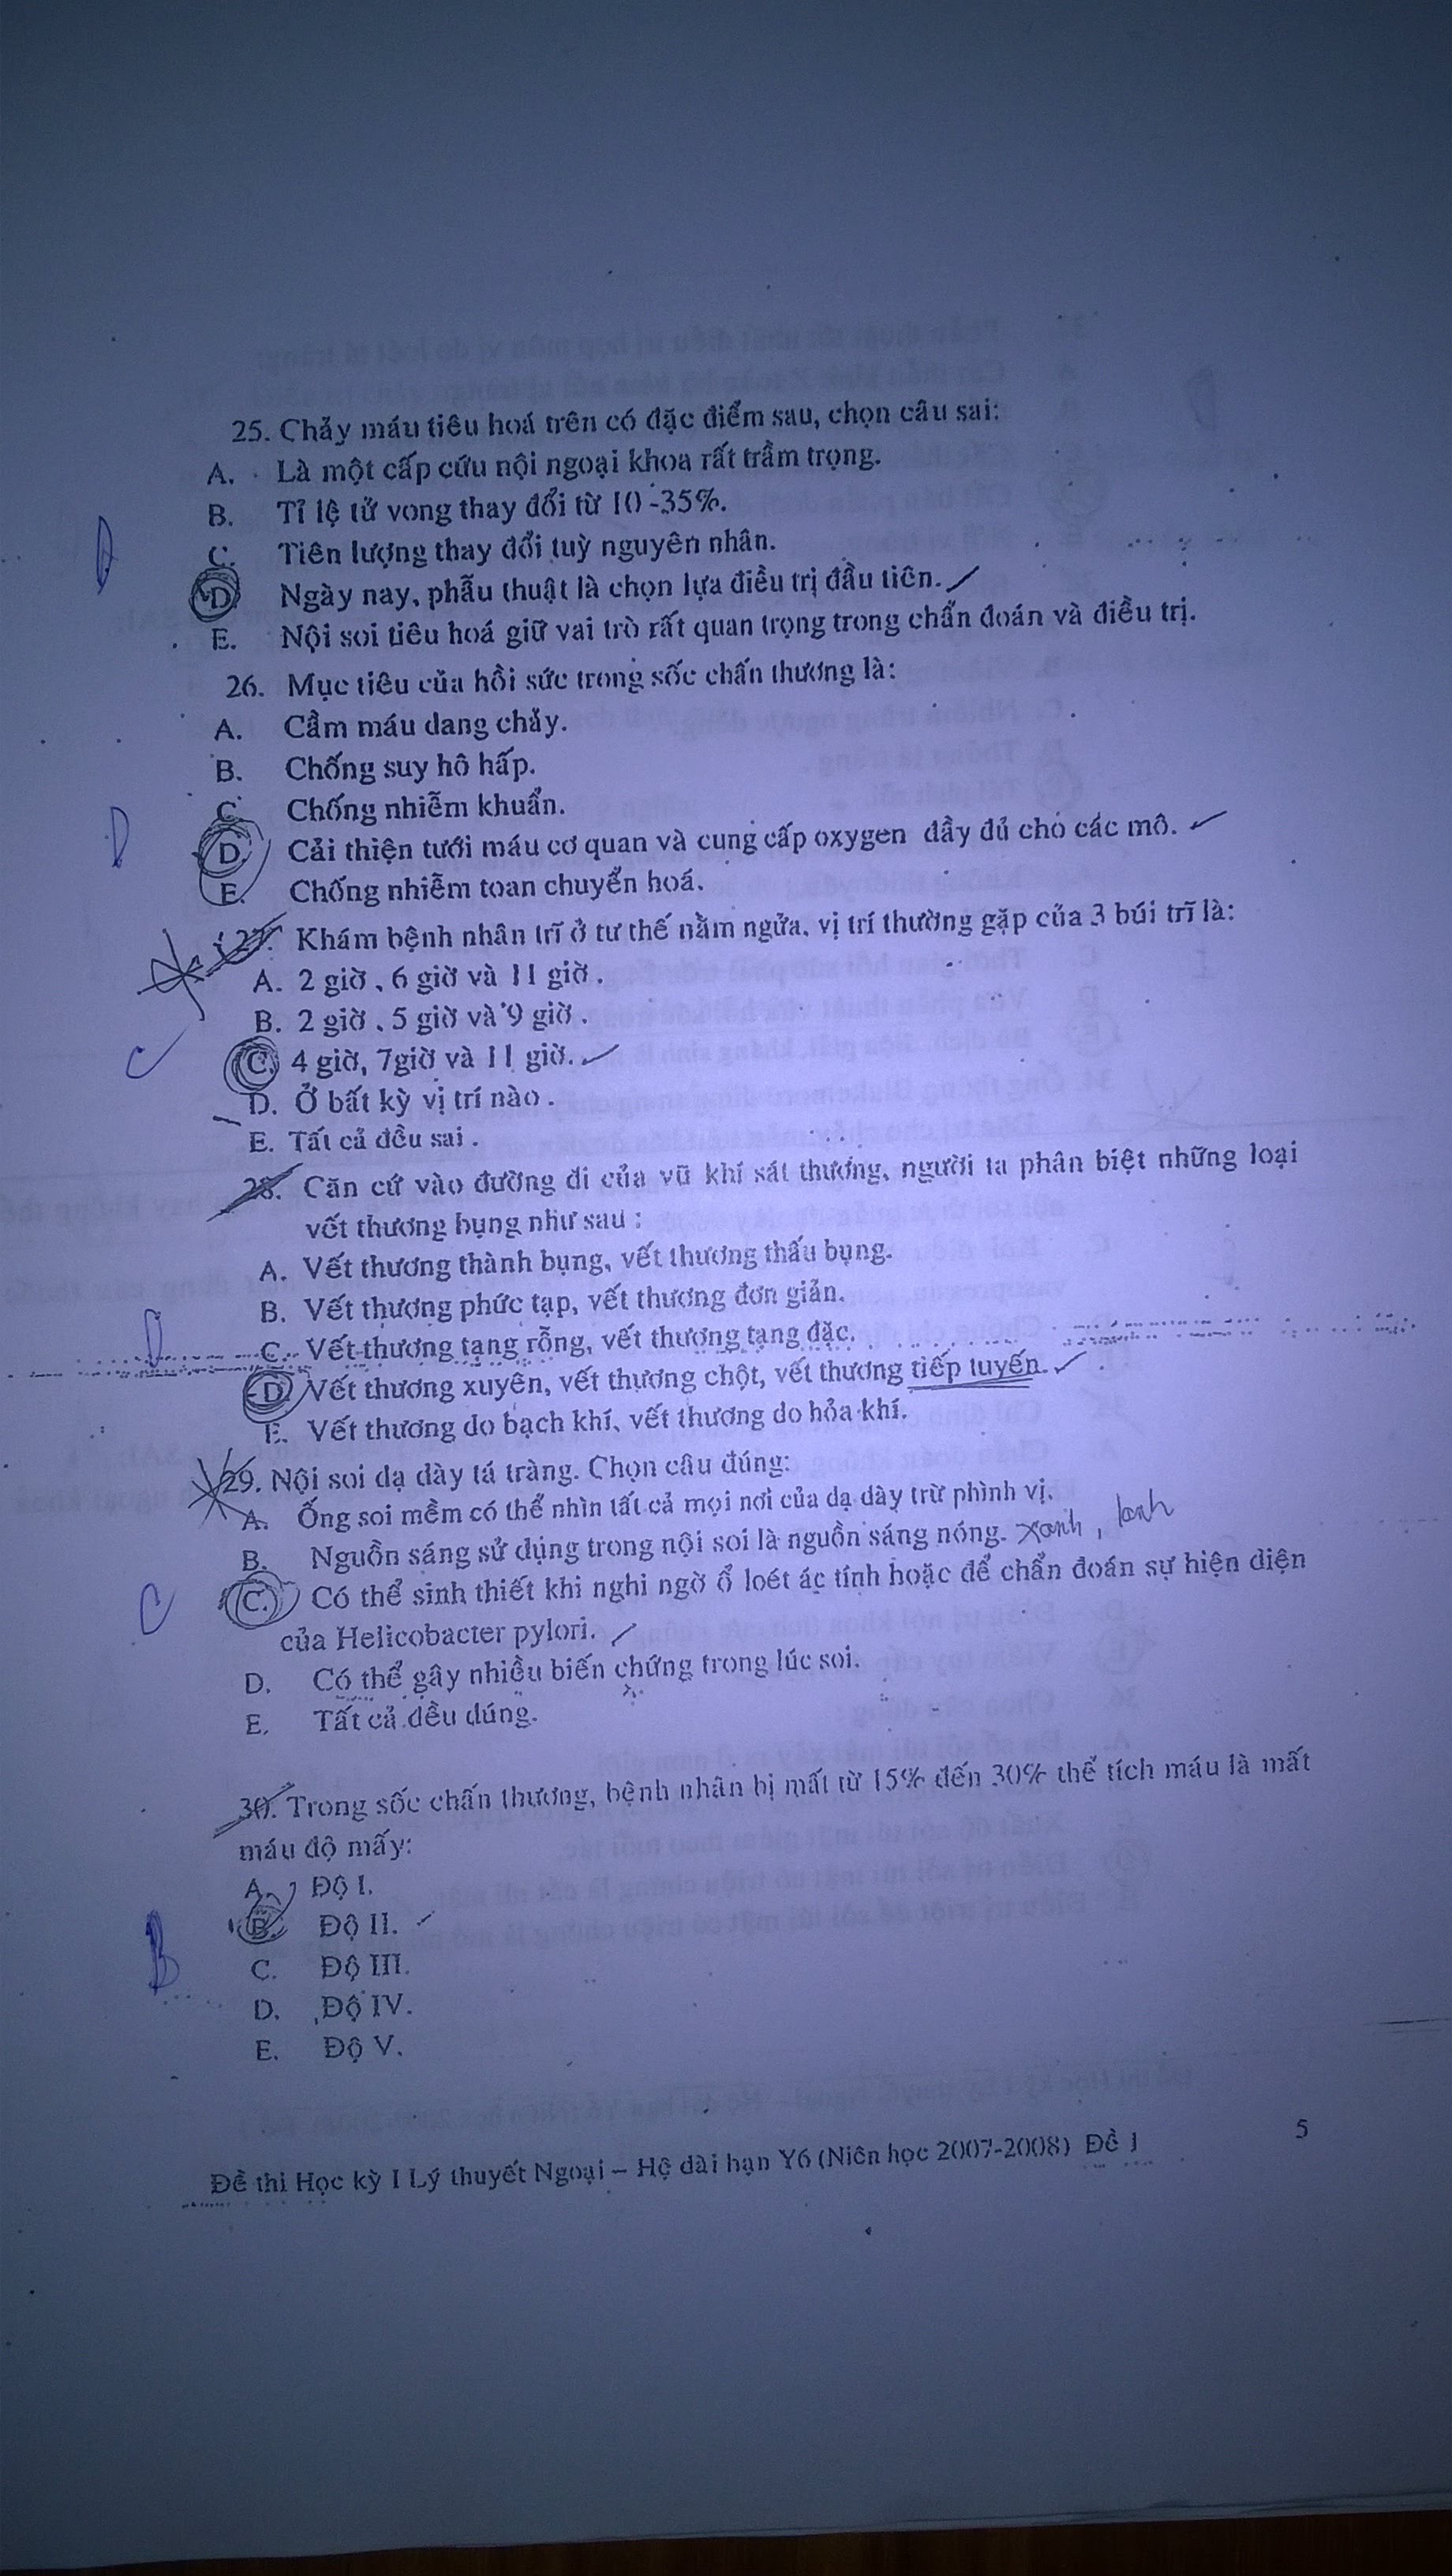 25. Chảy máu tiêu hoá trên có đặc điểm sau, chọn câu sai:
A. Là một cấp cứu nội ngoại khoa rất trầm trọng.
B. Tỉ lệ tử vong thay đổi từ 10-35%.
D
C. Tiên lượng thay đổi tuỳ nguyên nhân.
D. Ngày nay, phẫu thuật là chọn lựa điều trị đầu tiên.
E. Nội soi tiêu hoá giữ vai trò rất quan trọng trong chẩn đoán và điều trị.
26. Mục tiêu của hồi sức trong sốc chấn thương là:
A. Cầm máu đang chảy.
B. Chống suy hô hấp.
C. Chống nhiễm khuẩn.
D
D. Cải thiện tưới máu cơ quan và cung cấp oxygen đầy đủ cho các mô.
E. Chống nhiễm toan chuyển hoá.
27. Khám bệnh nhân trĩ ở tư thế nằm ngửa, vị trí thường gặp của 3 búi trĩ là:
A. 2 giờ , 6 giờ và 11 giờ .
B. 2 giờ , 5 giờ và 9 giờ .
C
C. 4 giờ, 7giờ và 11 giờ.
D. Ở bất kỳ vị trí nào .
E. Tất cả đều sai .
28. Căn cứ vào đường đi của vũ khí sát thương, người ta phân biệt những loại
vết thương bụng như sau :
A. Vết thương thành bụng, vết thương thấu bụng.
B. Vết thương phức tạp, vết thương đơn giản.
D
C. Vết thương tạng rỗng, vết thương tạng đặc.
D. Vết thương xuyên, vết thương chột, vết thương tiếp tuyến.
E. Vết thương do bạch khí, vết thương do hỏa khí.
29. Nội soi dạ dày tá tràng. Chọn câu đúng:
A. Ống soi mềm có thể nhìn tất cả mọi nơi của dạ dày trừ phình vị.
B. Nguồn sáng sử dụng trong nội soi là nguồn sáng nóng. xanh, lạnh
C
C. Có thể sinh thiết khi nghi ngờ ổ loét ác tính hoặc để chẩn đoán sự hiện diện
của Helicobacter pylori.
D. Có thể gây nhiều biến chứng trong lúc soi.
E. Tất cả đều đúng.
30. Trong sốc chấn thương, bệnh nhân bị mất từ 15% đến 30% thể tích máu là mất
máu độ mấy:
A. Độ I.
B. Độ II.
B
C. Độ III.
D. Độ IV.
E. Độ V.
Đề thi Học kỳ I Lý thuyết Ngoại – Hệ dài hạn Y6 (Niên học 2007-2008) Đề 1
5